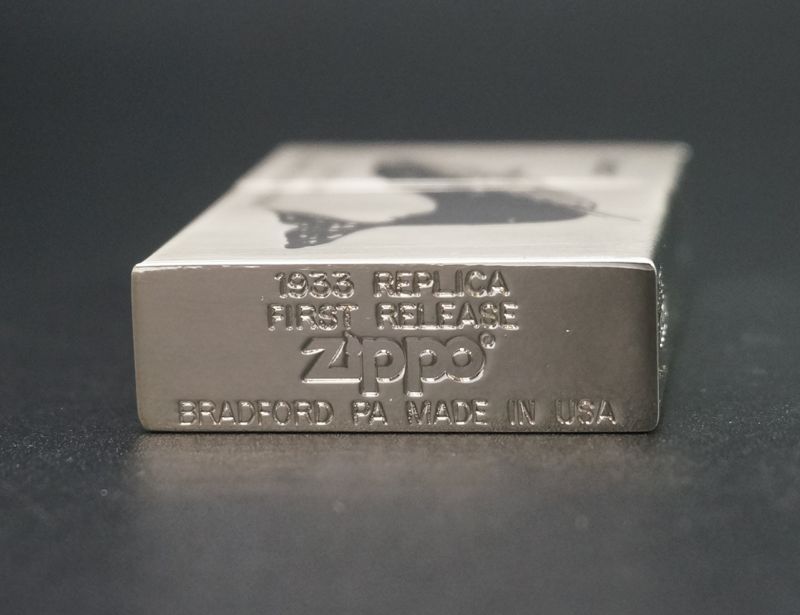 1933 REPLICA
FIRST RELEASE
Zippo®
BRADFORD PA MADE IN USA